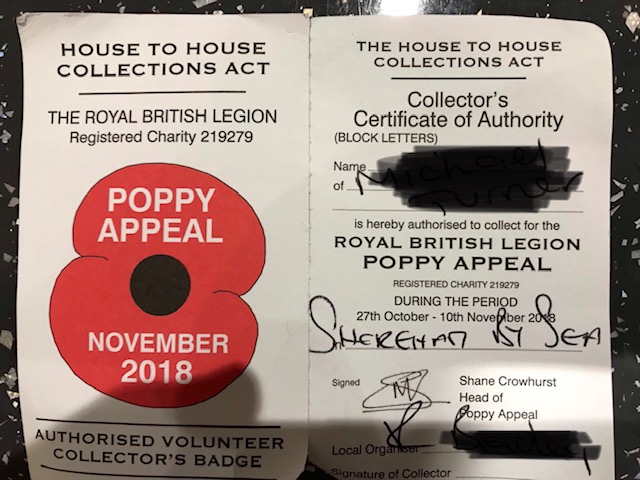 HOUSE TO HOUSE
COLLECTIONS ACT
THE ROYAL BRITISH LEGION
Registered Charity 219279
POPPY
APPEAL
NOVEMBER
2018
AUTHORISED VOLUNTEER
COLLECTOR'S BADGE
THE HOUSE TO HOUSE
COLLECTIONS ACT
Collector's
Certificate of Authority
(BLOCK LETTERS)
Name
of
is hereby authorised to collect for the
ROYAL BRITISH LEGION
POPPY APPEAL
REGISTERED CHARITY 219279
DURING THE PERIOD
27th October - 10th November 2018
BY SEA
Signed
Shane Crowhurst
Head of
Poppy Appeal
Local Organiser
Signature of Collector